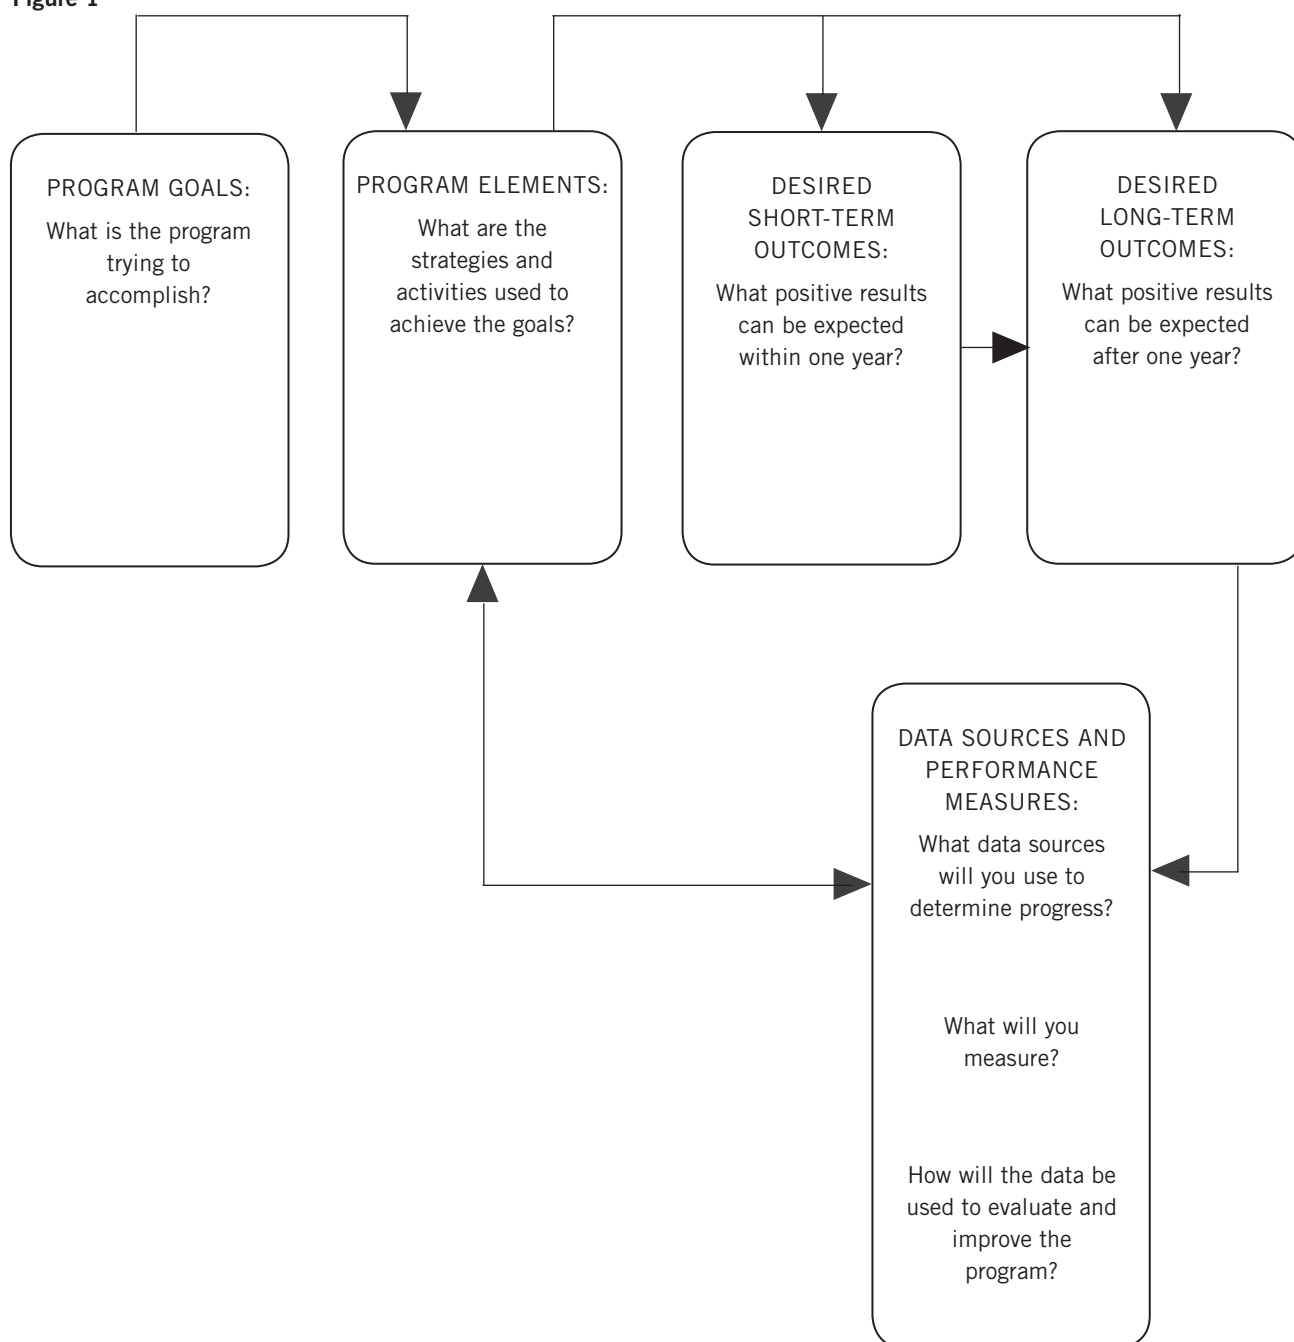 Figure 1
PROGRAM GOALS:
What is the program
trying to
accomplish?
PROGRAM ELEMENTS:
What are the
strategies and
activities used to
achieve the goals?
DESIRED
SHORT-TERM
OUTCOMES:
What positive results
can be expected
within one year?
DESIRED
LONG-TERM
OUTCOMES:
What positive results
can be expected
after one year?
DATA SOURCES AND
PERFORMANCE
MEASURES:
What data sources
will you use to
determine progress?
What will you
measure?
How will the data be
used to evaluate and
improve the
program?